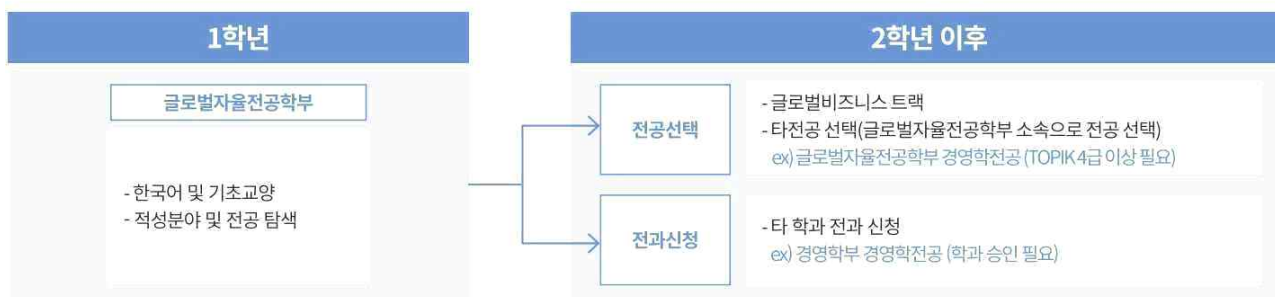 1학년
글로벌자율전공학부
- 한국어 및 기초교양
- 적성분야 및 전공 탐색
2학년 이후
전공선택
- 글로벌비즈니스 트랙
- 타전공 선택(글로벌자율전공학부 소속으로 전공 선택)
ex) 글로벌자율전공학부 경영학전공 (TOPIK 4급 이상 필요)
전과신청
- 타 학과 전과 신청
ex) 경영학부 경영학전공 (학과 승인 필요)